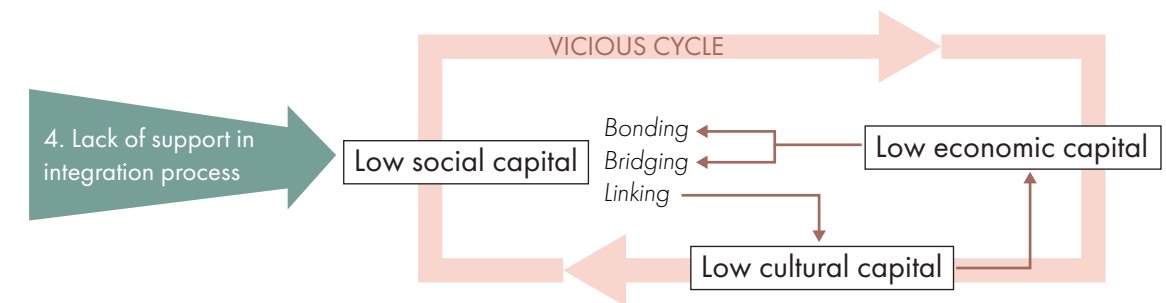 VICIOUS CYCLE
4. Lack of support in
integration process
Low social capital
Bonding
Bridging
Linking
Low economic capital
Low cultural capital